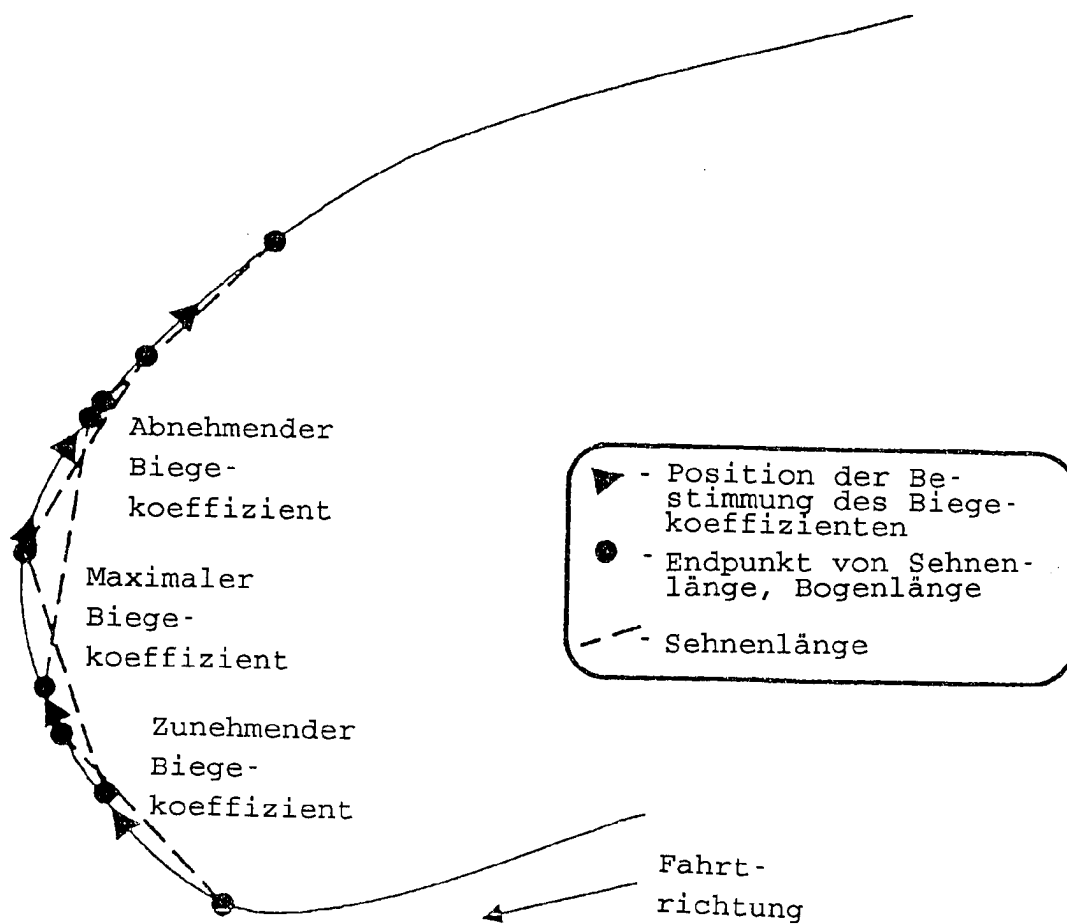 Abnehmender
Biege-
koeffizient
- Position der Be-
stimmung des Biege-
koeffizienten
- Endpunkt von Sehnen-
länge, Bogenlänge
- Sehnenlänge
Maximaler
Biege-
koeffizient
Zunehmender
Biege-
koeffizient
Fahrt-
richtung